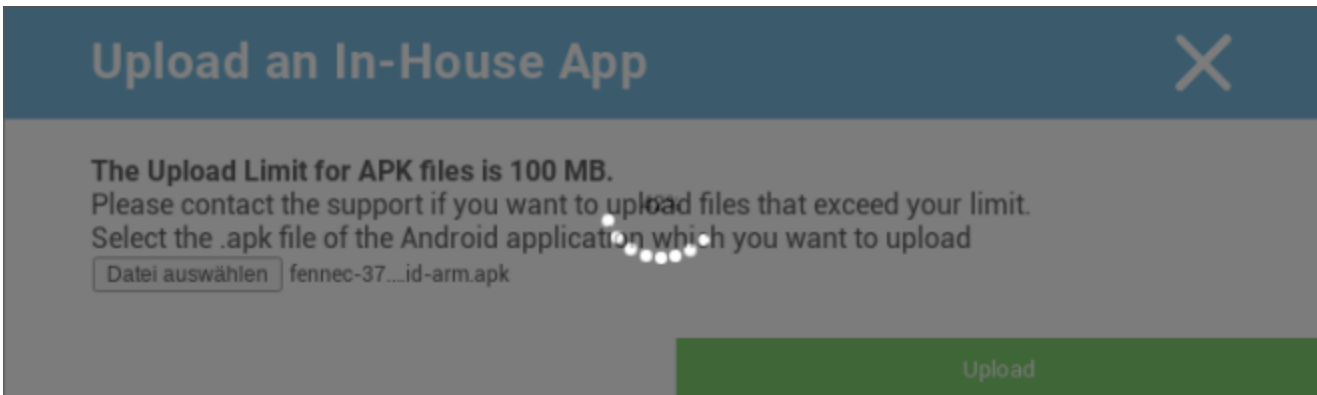 Upload an In-House App
The Upload Limit for APK files is 100 MB.
Please contact the support if you want to upload files that exceed your limit.
Select the .apk file of the Android application which you want to upload
Datei auswählen fennec-37....id-arm.apk
Upload